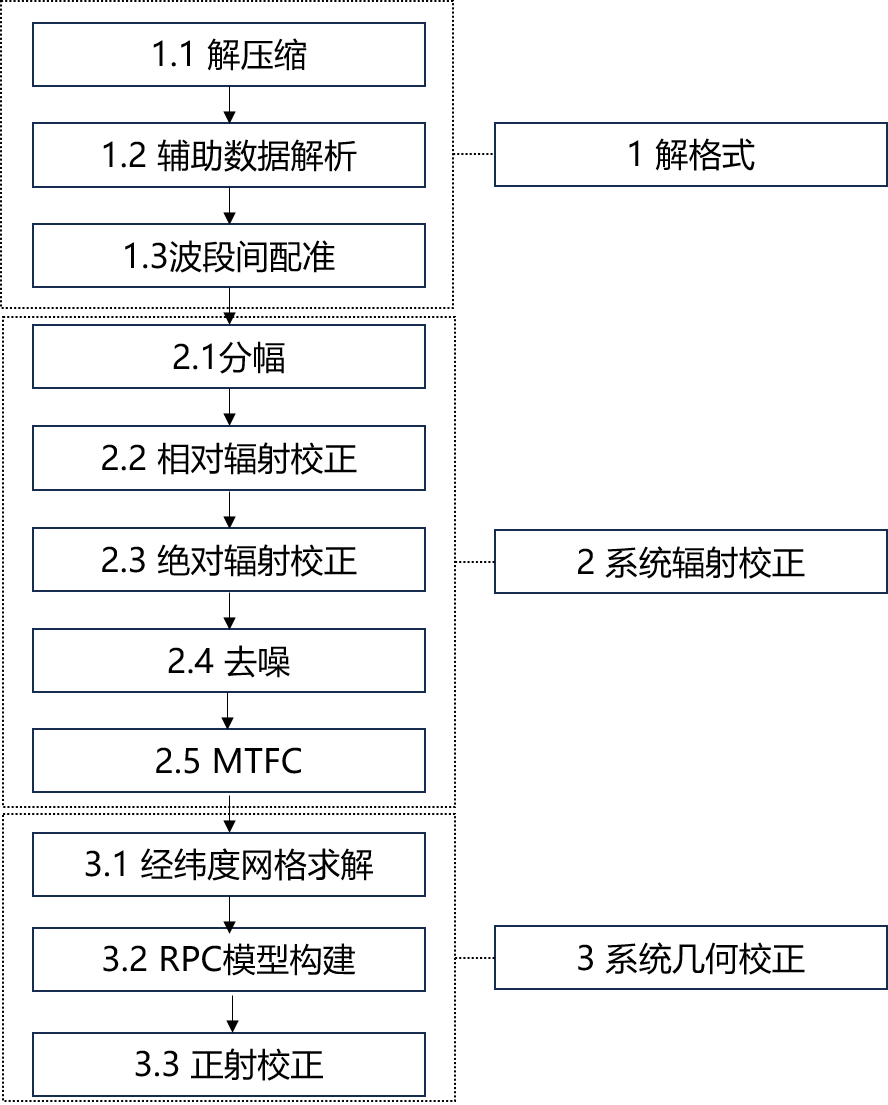 1.1 解压缩
1.2 辅助数据解析
1 解格式
1.3波段间配准
2.1分幅
2.2 相对辐射校正
2.3 绝对辐射校正
2 系统辐射校正
2.4 去噪
2.5 MTFC
3.1 经纬度网格求解
3.2 RPC模型构建
3 系统几何校正
3.3 正射校正